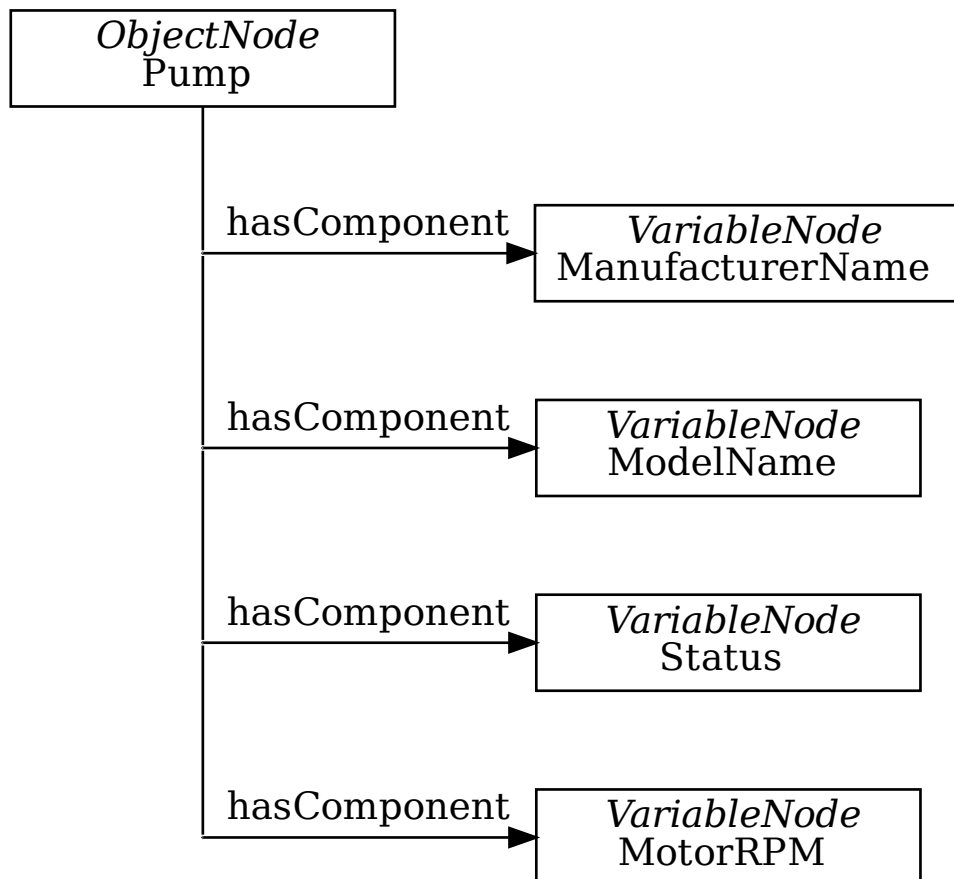 ObjectNode
Pump
hasComponent
VariableNode
ManufacturerName
hasComponent
VariableNode
ModelName
hasComponent
VariableNode
Status
hasComponent
VariableNode
MotorRPM